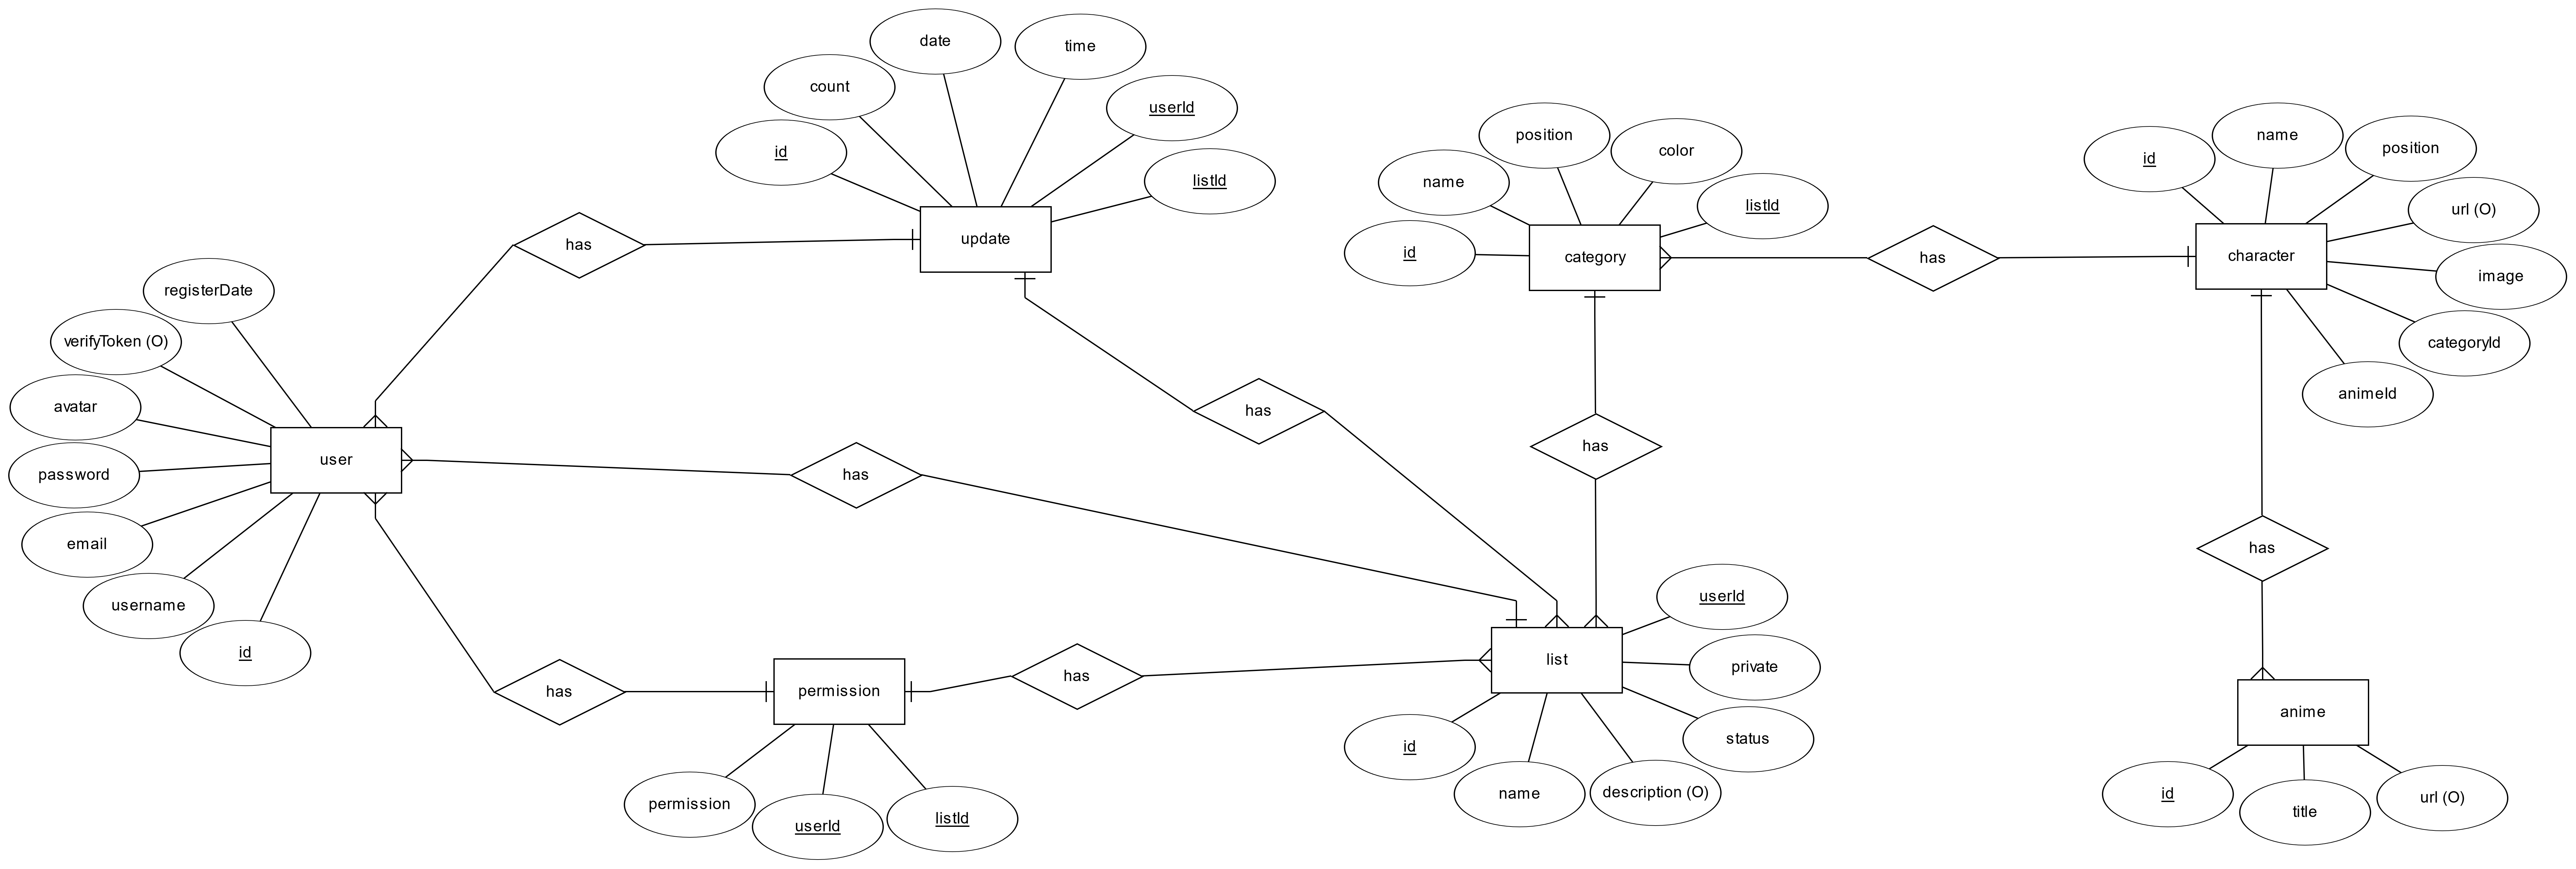 date
time
count
userId
id
listId
update
has
position
color
name
listId
id
category
has
id
name
position
url (O)
image
categoryId
animeId
character
registerDate
verifyToken (O)
avatar
password
email
username
id
user
has
has
has
has
userId
private
status
description (O)
name
id
list
has
has
permission
permission
userId
listId
has
anime
id
title
url (O)